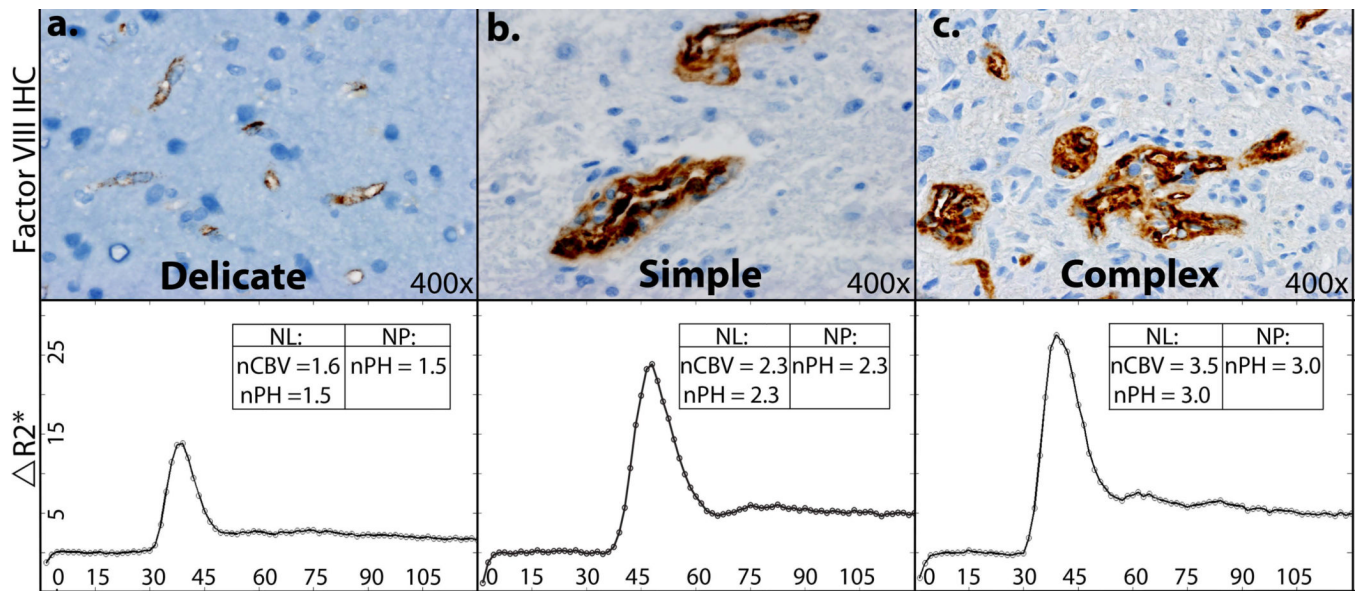 Factor VIII IHC
a.
Delicate
400x
b.
Simple
400x
c.
Complex
400x
△R2*
25
15
5
NL: NP:
nCBV =1.6 nPH = 1.5
nPH =1.5
0 15 30 45 60 75 90 105
NL: NP:
nCBV = 2.3 nPH = 2.3
nPH = 2.3
0 15 30 45 60 75 90 105
NL: NP:
nCBV = 3.5 nPH = 3.0
nPH = 3.0
0 15 30 45 60 75 90 105